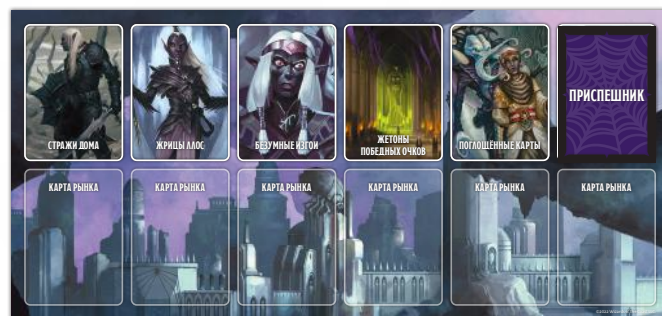 СТРАЖИ ДОМА
ЖРИЦЫ ЛЛОС
БЕЗУМНЫЕ ИЗГОИ
ЖЕТОНЫ
ПОБЕДНЫХ ОЧКОВ
ПОГЛОЩЁННЫЕ КАРТЫ
ПРИСПЕШНИК
КАРТА РЫНКА
КАРТА РЫНКА
КАРТА РЫНКА
КАРТА РЫНКА
КАРТА РЫНКА
КАРТА РЫНКА